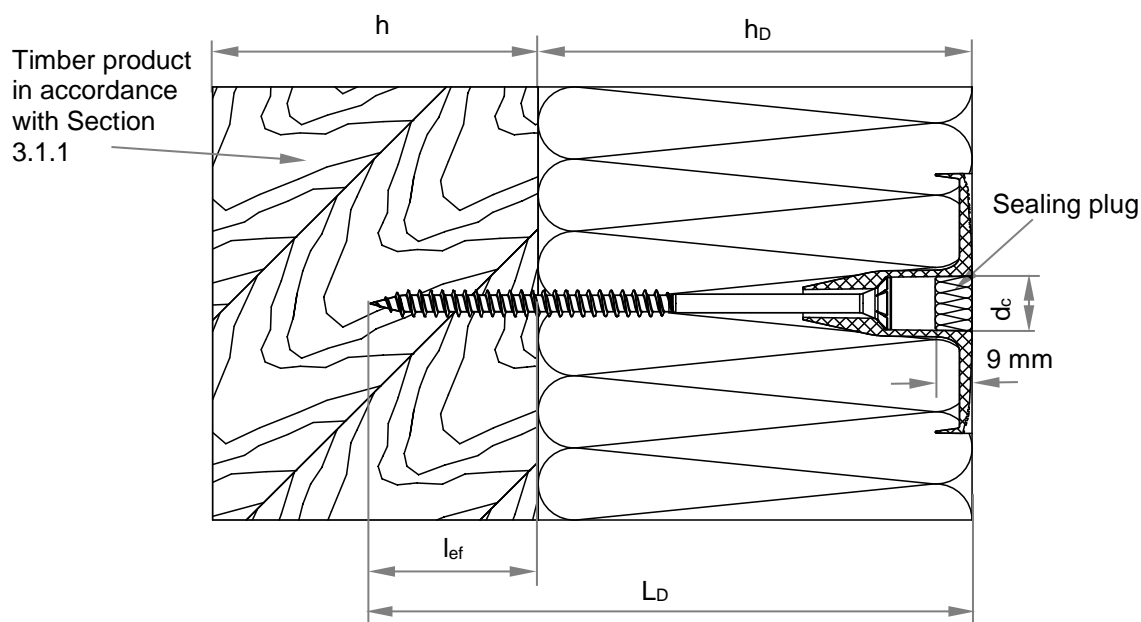 h
hD
Timber product
in accordance
with Section
3.1.1
Sealing plug
dc
9 mm
lef
LD